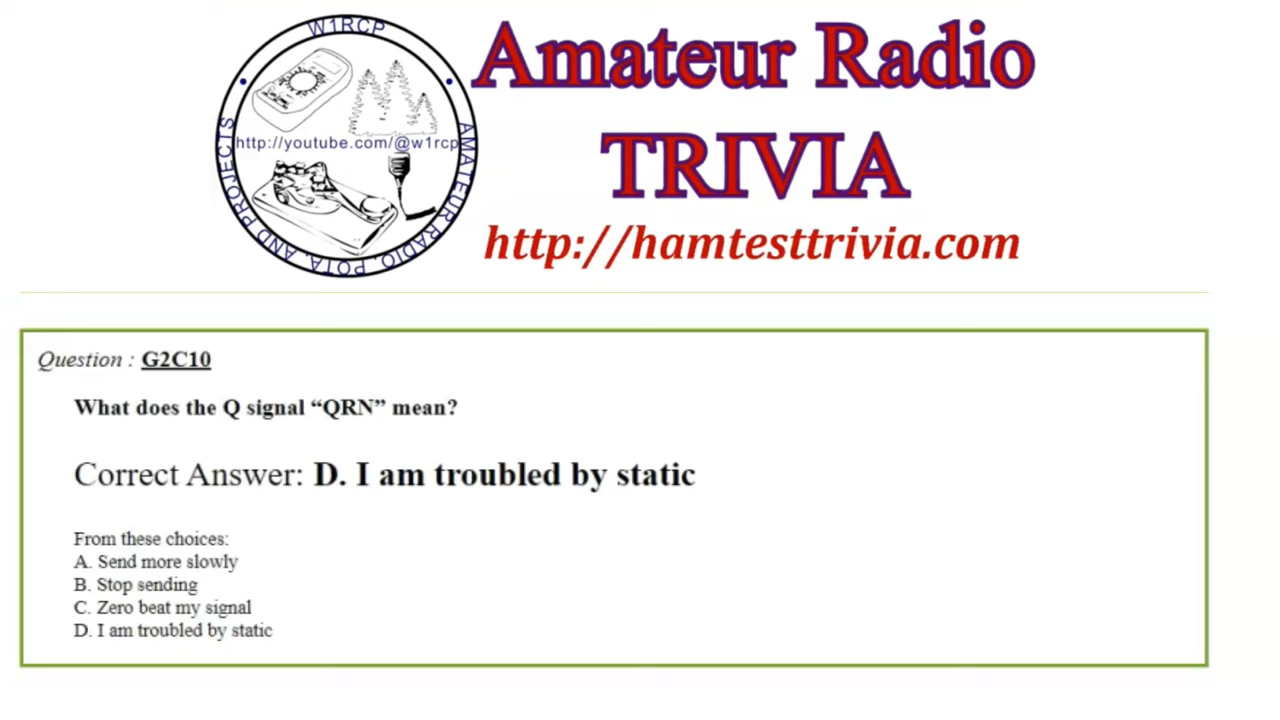 W1RCP
AMATEUR RADIO, POTA, AND PROJECTS
http://youtube.com/@w1rcp
Amateur Radio
TRIVIA
http://hamtesttrivia.com
Question : G2C10
What does the Q signal “QRN” mean?
Correct Answer: D. I am troubled by static
From these choices:
A. Send more slowly
B. Stop sending
C. Zero beat my signal
D. I am troubled by static